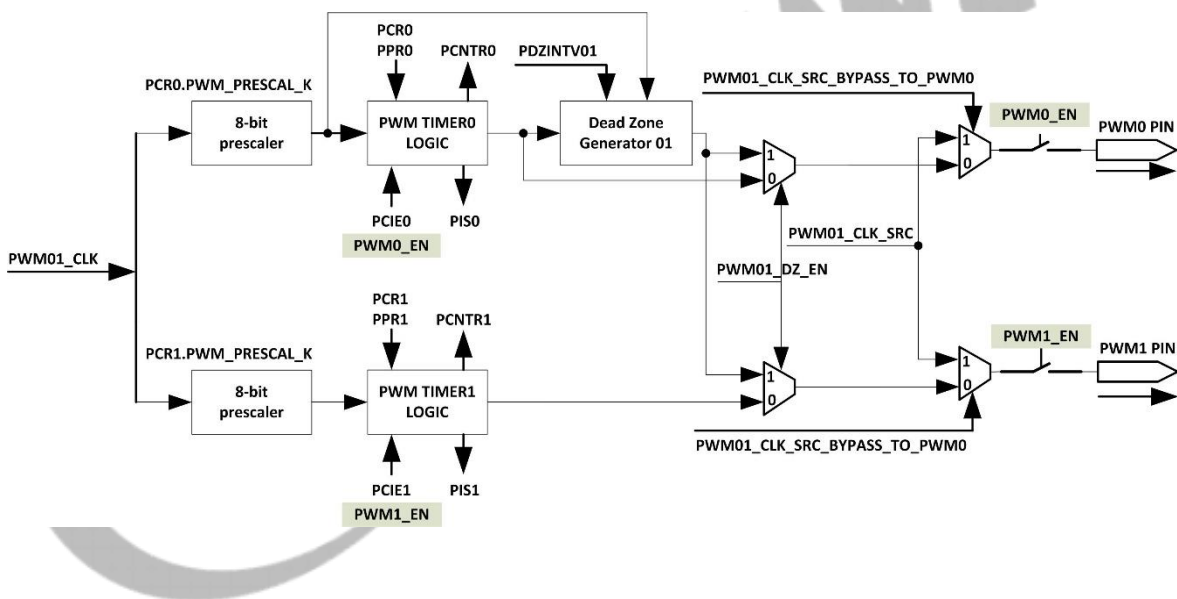 PCR0
PPR0
PCNTR0
PDZINTV01
PWM01_CLK_SRC_BYPASS_TO_PWM0
PCR0.PWM_PRESCAL_K
8-bit
prescaler
PWM TIMER0
LOGIC
Dead Zone
Generator 01
1
0
1
0
PWM0_EN
PWM0 PIN
PCIE0
PIS0
PWM0_EN
PWM01_CLK_SRC
PWM01_CLK
PWM01_DZ_EN
PCR1
PPR1
PCNTR1
PCR1.PWM_PRESCAL_K
8-bit
prescaler
PWM TIMER1
LOGIC
1
0
1
0
PWM1_EN
PWM1 PIN
PWM01_CLK_SRC_BYPASS_TO_PWM0
PCIE1
PIS1
PWM1_EN